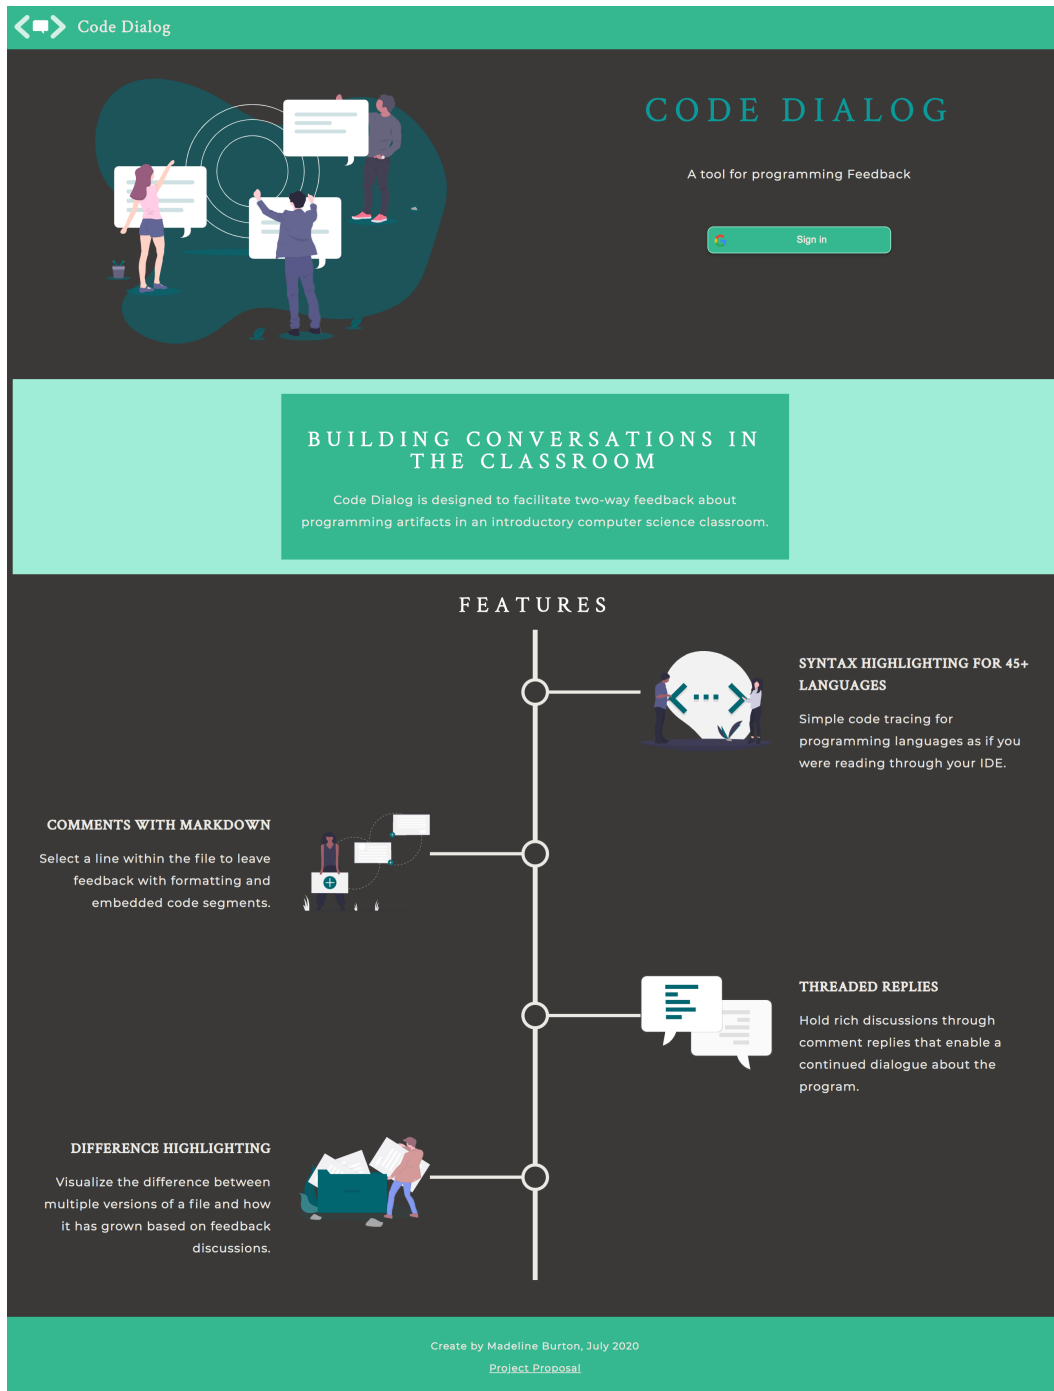 Code Dialog
CODE DIALOG
A tool for programming Feedback
Sign in
BUILDING CONVERSATIONS IN
THE CLASSROOM
Code Dialog is designed to facilitate two-way feedback about
programming artifacts in an introductory computer science classroom.
FEATURES
SYNTAX HIGHLIGHTING FOR 45+
LANGUAGES
Simple code tracing for
programming languages as if you
were reading through your IDE.
COMMENTS WITH MARKDOWN
Select a line within the file to leave
feedback with formatting and
embedded code segments.
THREADED REPLIES
Hold rich discussions through
comment replies that enable a
continued dialogue about the
program.
DIFFERENCE HIGHLIGHTING
Visualize the difference between
multiple versions of a file and how
it has grown based on feedback
discussions.
Create by Madeline Burton, July 2020
Project Proposal